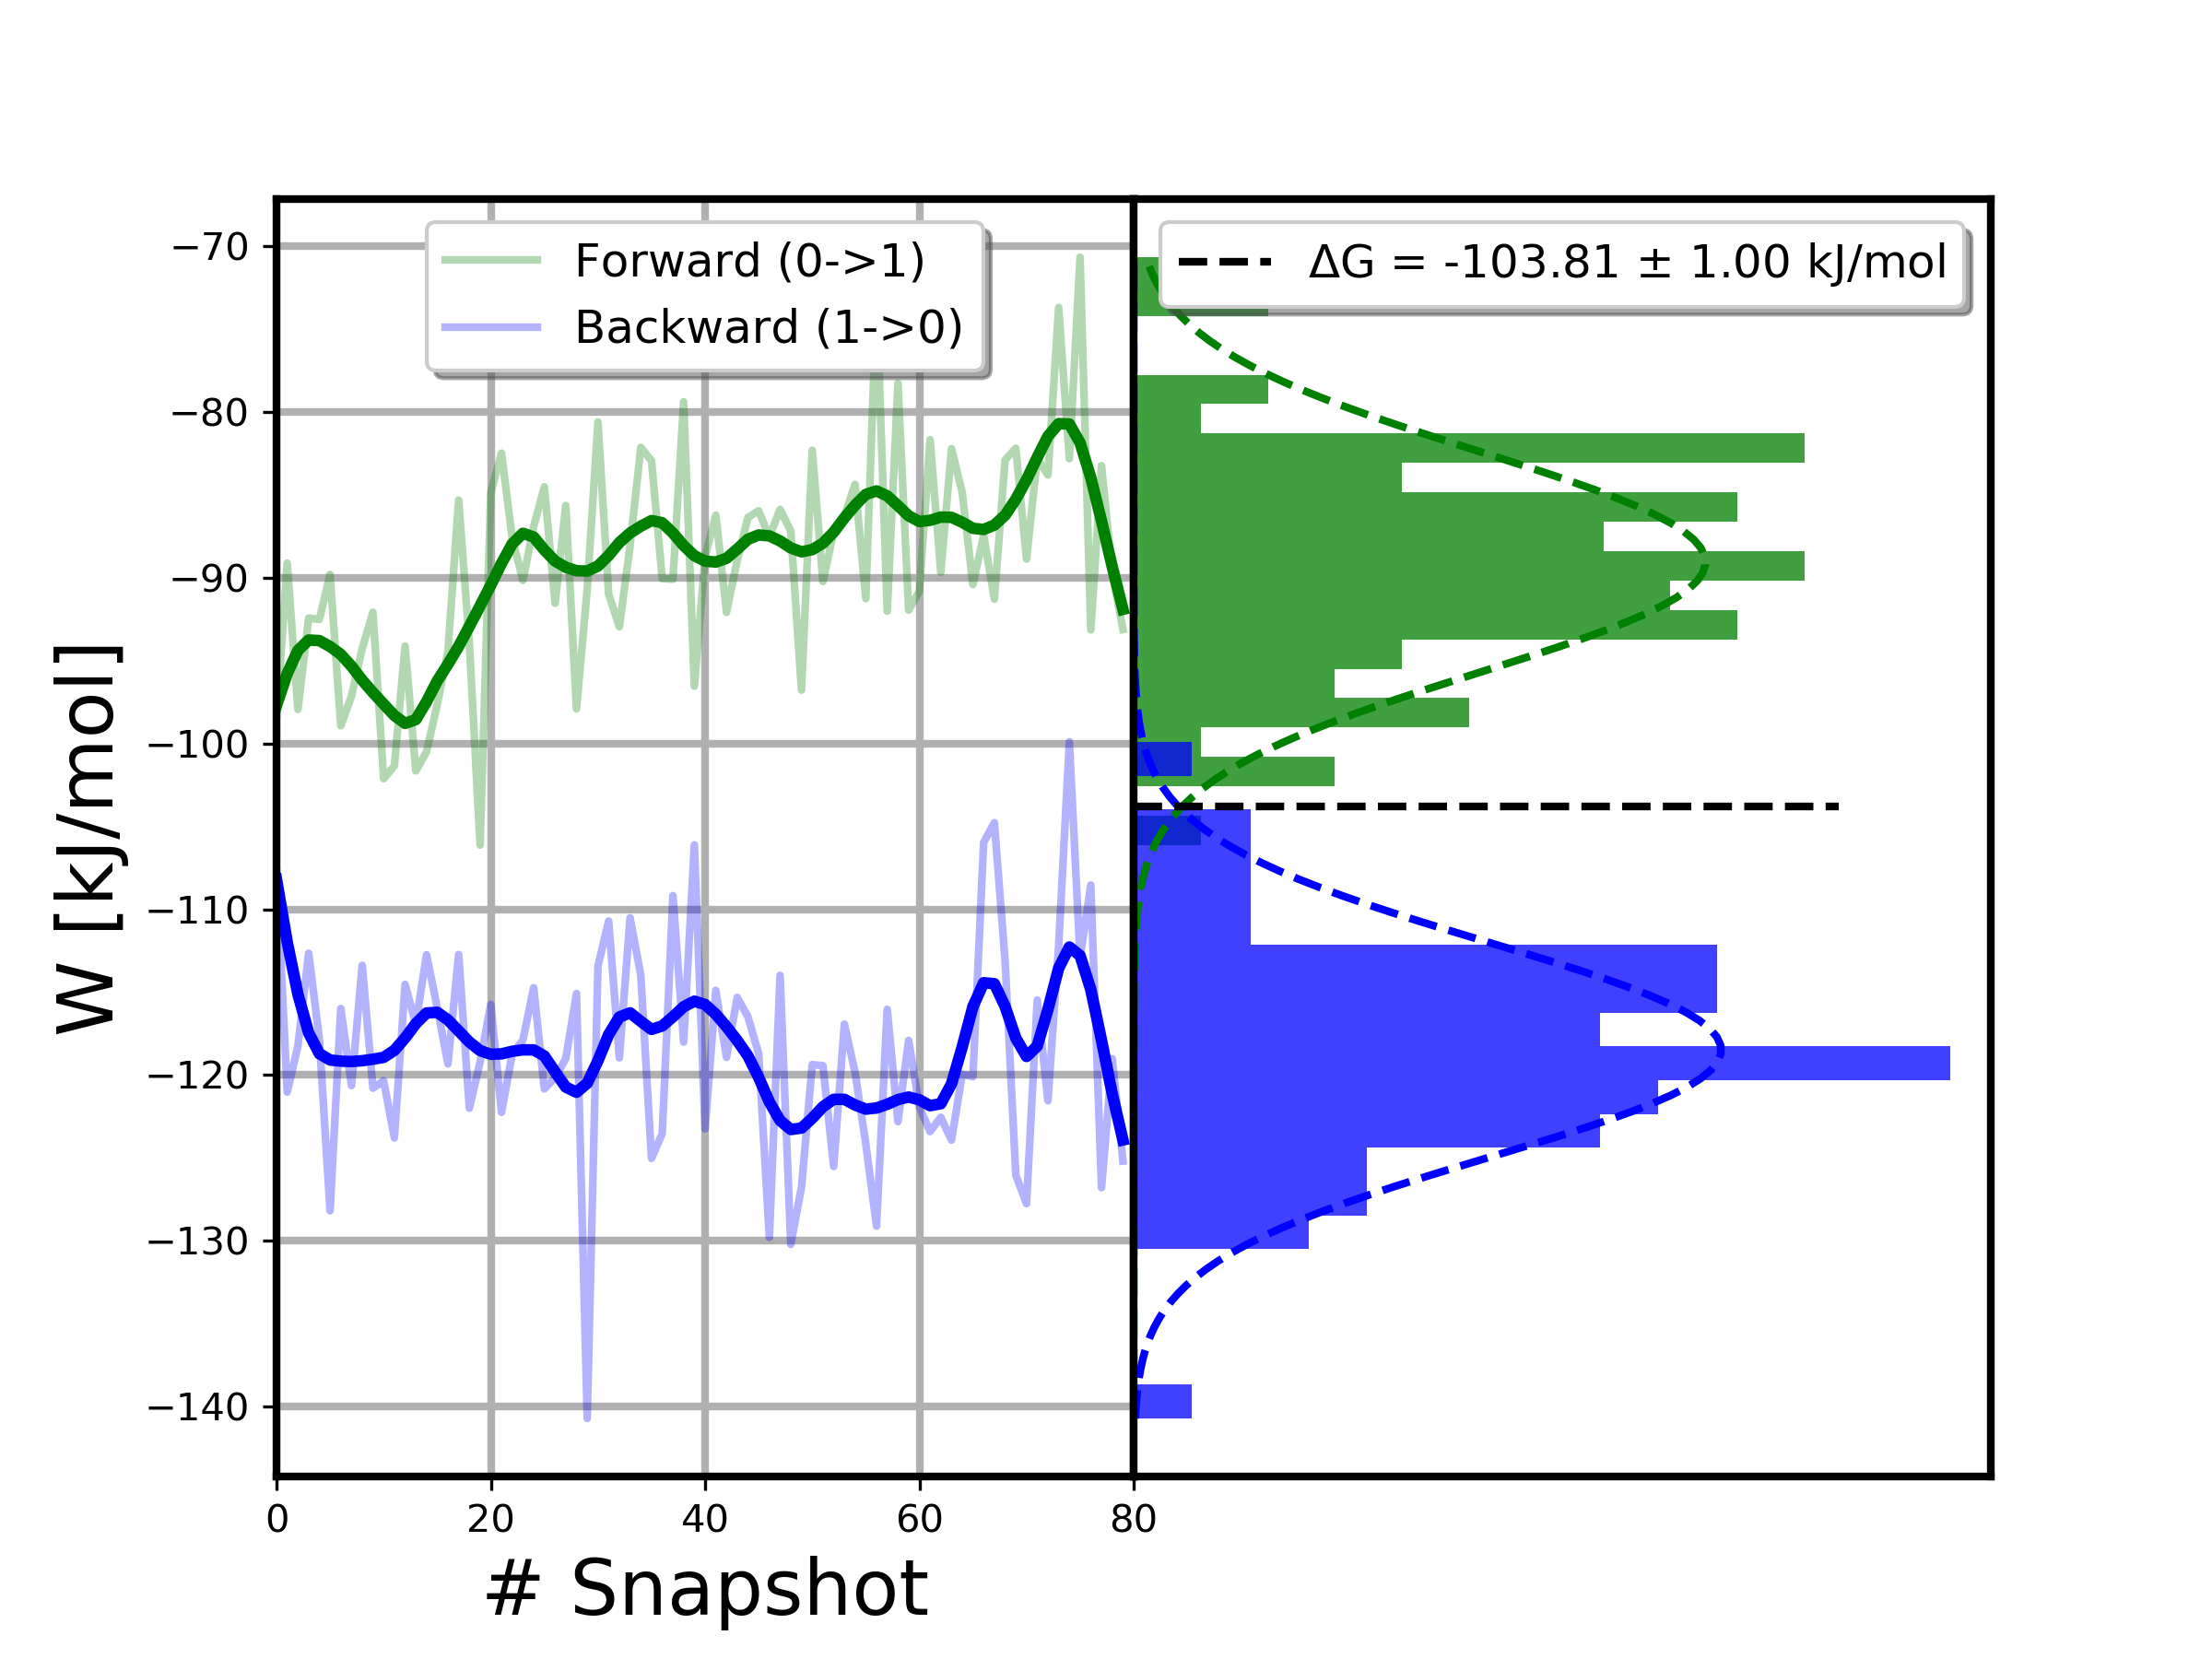 Forward (0->1)
Backward (1->0)
ΔG = -103.81 ± 1.00 kJ/mol
W [kJ/mol]
−70
−80
−90
−100
−110
−120
−130
−140
0 20 40 60 80
# Snapshot